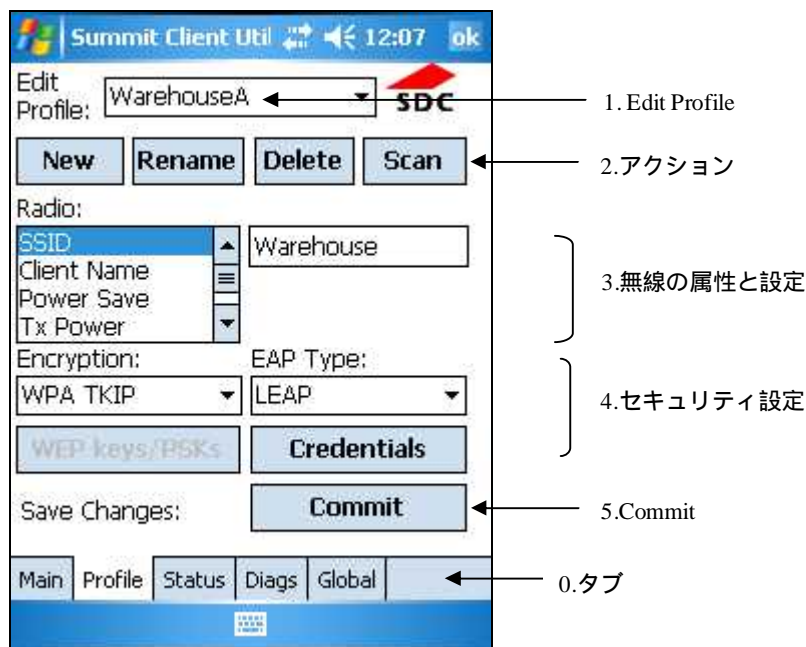 Summit Client Util 12:07 ok
Edit Profile: WarehouseA SDC
1. Edit Profile
New Rename Delete Scan
2.アクション
Radio:
SSID Warehouse
Client Name
Power Save
Tx Power
3.無線の属性と設定
Encryption: EAP Type:
WPA TKIP LEAP
4.セキュリティ設定
WEP keys/PSKs Credentials
Save Changes: Commit
5.Commit
Main Profile Status Diags Global
0.タブ